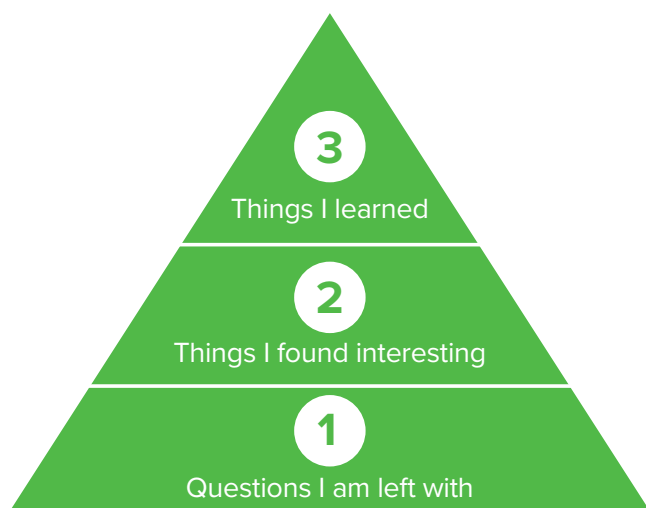 3
Things I learned
2
Things I found interesting
1
Questions I am left with